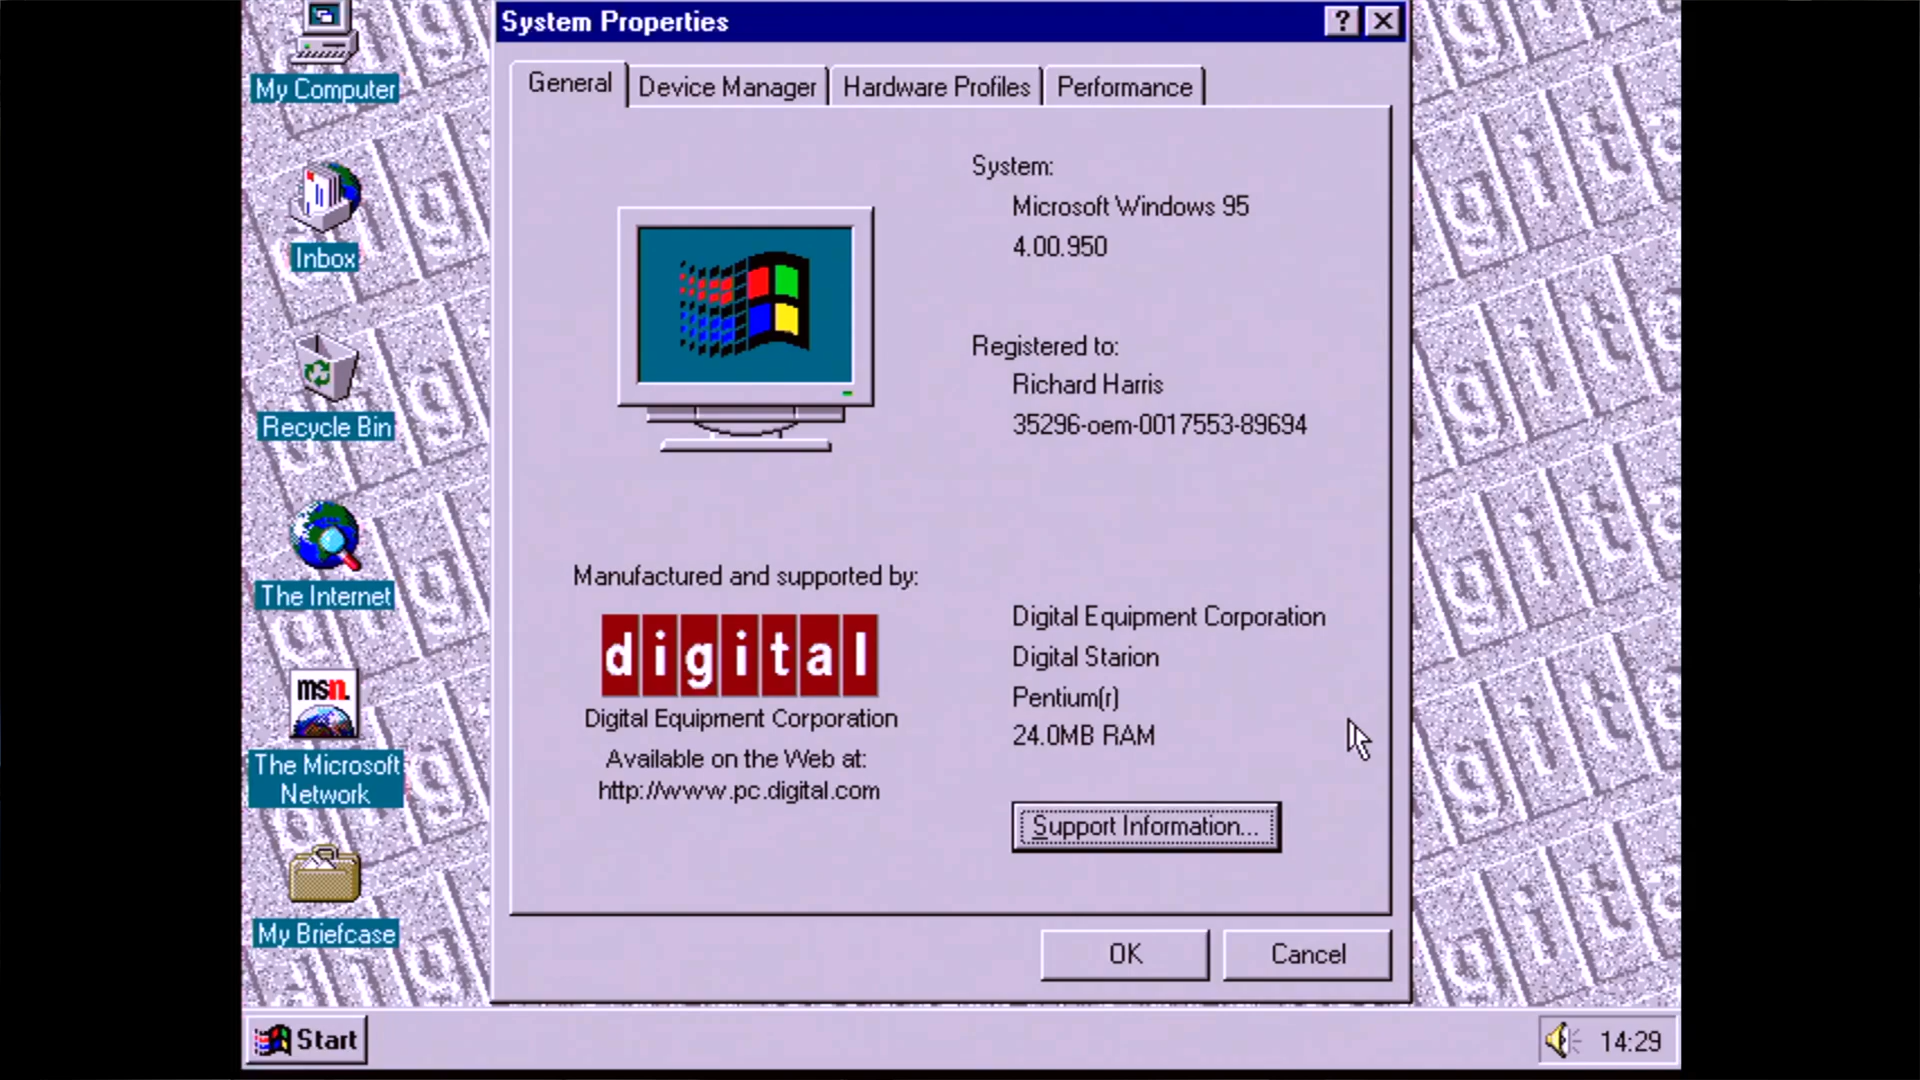 System Properties
General
Device Manager
Hardware Profiles
Performance
My Computer
Inbox
Recycle Bin
The Internet
msn.
The Microsoft
Network
My Briefcase
System:
Microsoft Windows 95
4.00.950
Registered to:
Richard Harris
35296-oem-0017553-89694
Manufactured and supported by:
digital
Digital Equipment Corporation
Available on the Web at:
http://www.pc.digital.com
Digital Equipment Corporation
Digital Starion
Pentium(r)
24.0MB RAM
Support Information...
OK
Cancel
Start
14:29